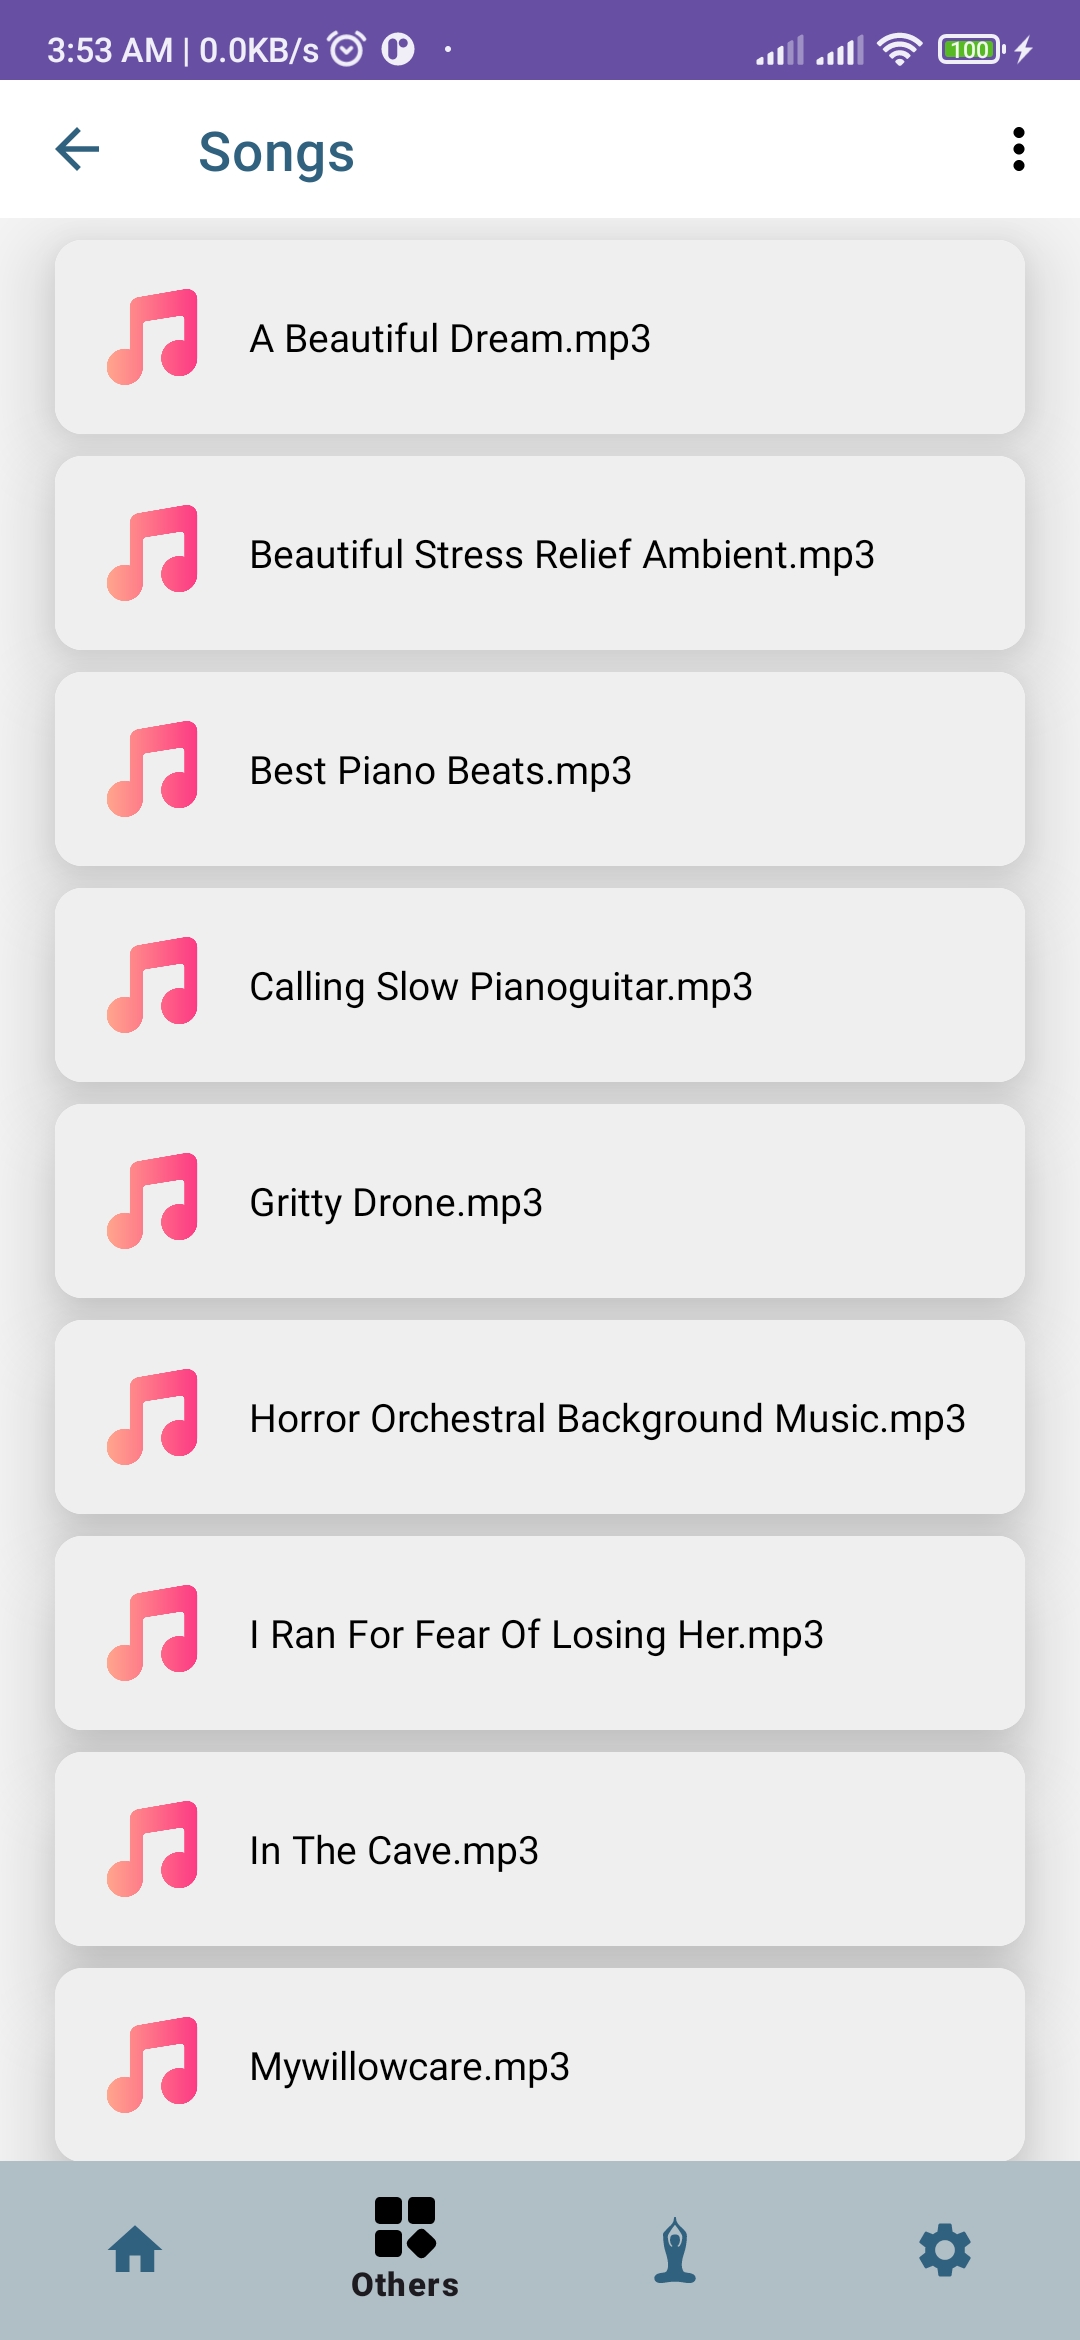 3:53 AM | 0.0KB/s
100
Songs
A Beautiful Dream.mp3
Beautiful Stress Relief Ambient.mp3
Best Piano Beats.mp3
Calling Slow Pianoguitar.mp3
Gritty Drone.mp3
Horror Orchestral Background Music.mp3
I Ran For Fear Of Losing Her.mp3
In The Cave.mp3
Mywillowcare.mp3
Others